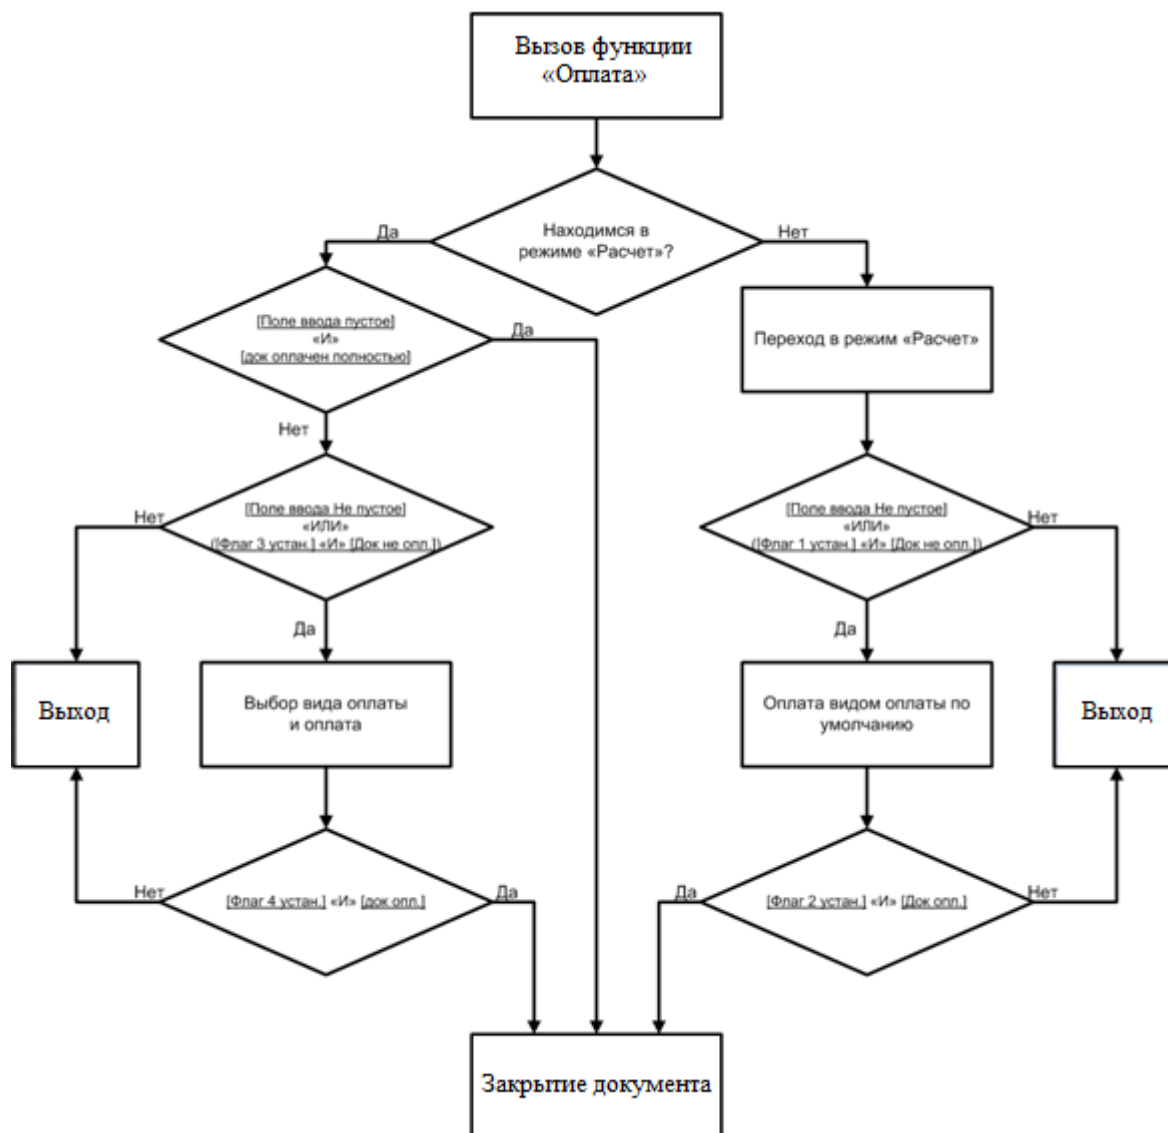 Вызов функции
«Оплата»
Находимся в
режиме «Расчет»?
Да
Нет
[Поле ввода пустое]
«И»
[док оплачен полностью]
Да
Нет
Переход в режим «Расчет»
[Поле ввода Не пустое]
«ИЛИ»
([Флаг 3 устан.] «И» [Док не опл.])
Нет
Да
[Поле ввода Не пустое]
«ИЛИ»
([Флаг 1 устан.] «И» [Док не опл.])
Нет
Да
Выход
Выбор вида оплаты
и оплата
Оплата видом оплаты по
умолчанию
Выход
Нет
[Флаг 4 устан.] «И» [док опл.]
Да
Да
[Флаг 2 устан.] «И» [Док опл.]
Нет
Закрытие документа